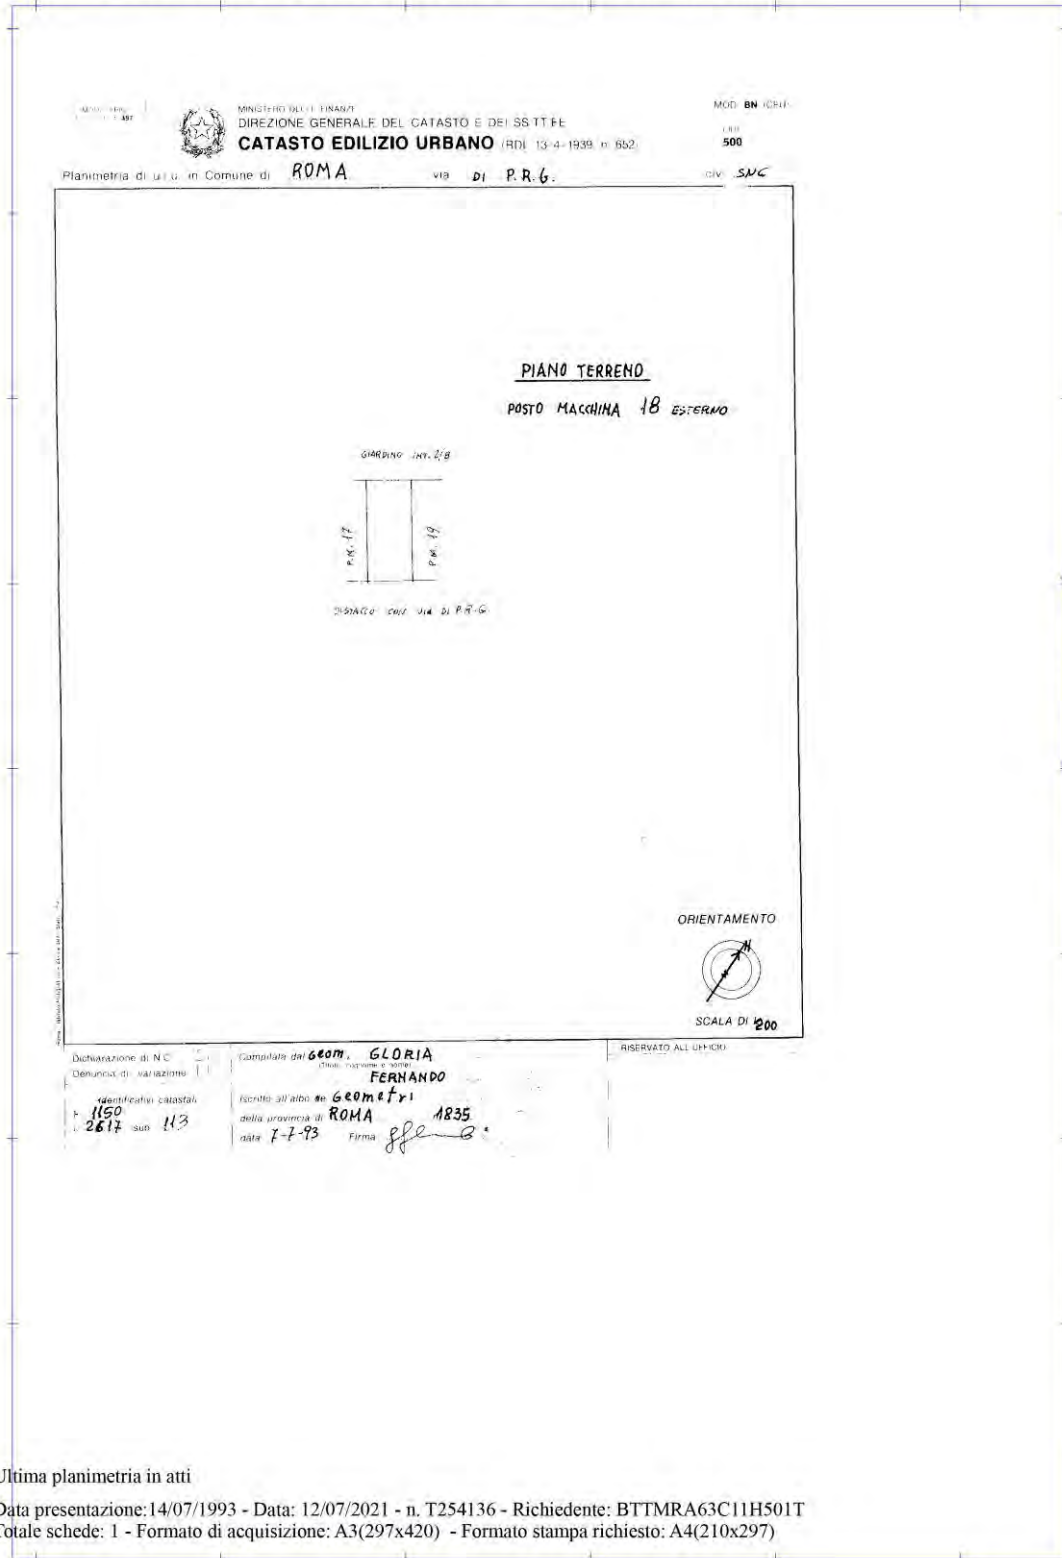 MINISTERO DELLE FINANZE
DIREZIONE GENERALE DEL CATASTO E DEI SS TT EE
CATASTO EDILIZIO URBANO (RDL 13-4-1939 n 652)
MOD BN (CEU)
LIRE
500
Planimetria di u.i.u. in Comune di ROMA via DI P.R.G. civ SNC
PIANO TERRENO
POSTO MACCHINA 18 ESTERNO
GIARDINO INT. 2/B
P.M. 17
P.M. 19
DISTACCO CON VIA DI P.R.G.
ORIENTAMENTO
N
SCALA DI 1:200
Dichiarazione di N.C.
Denuncia di variazione
Identificativi catastali
F. 1150
n. 2617 sub 113
Compilata dal Geom. GLORIA
(Titolo, cognome e nome)
FERNANDO
Iscritto all'albo de Geometri
della provincia di ROMA 1835
data 7-7-93 Firma
RISERVATO ALL'UFFICIO
Ultima planimetria in atti
Data presentazione:14/07/1993 - Data: 12/07/2021 - n. T254136 - Richiedente: BTTMRA63C11H501T
Totale schede: 1 - Formato di acquisizione: A3(297x420) - Formato stampa richiesto: A4(210x297)